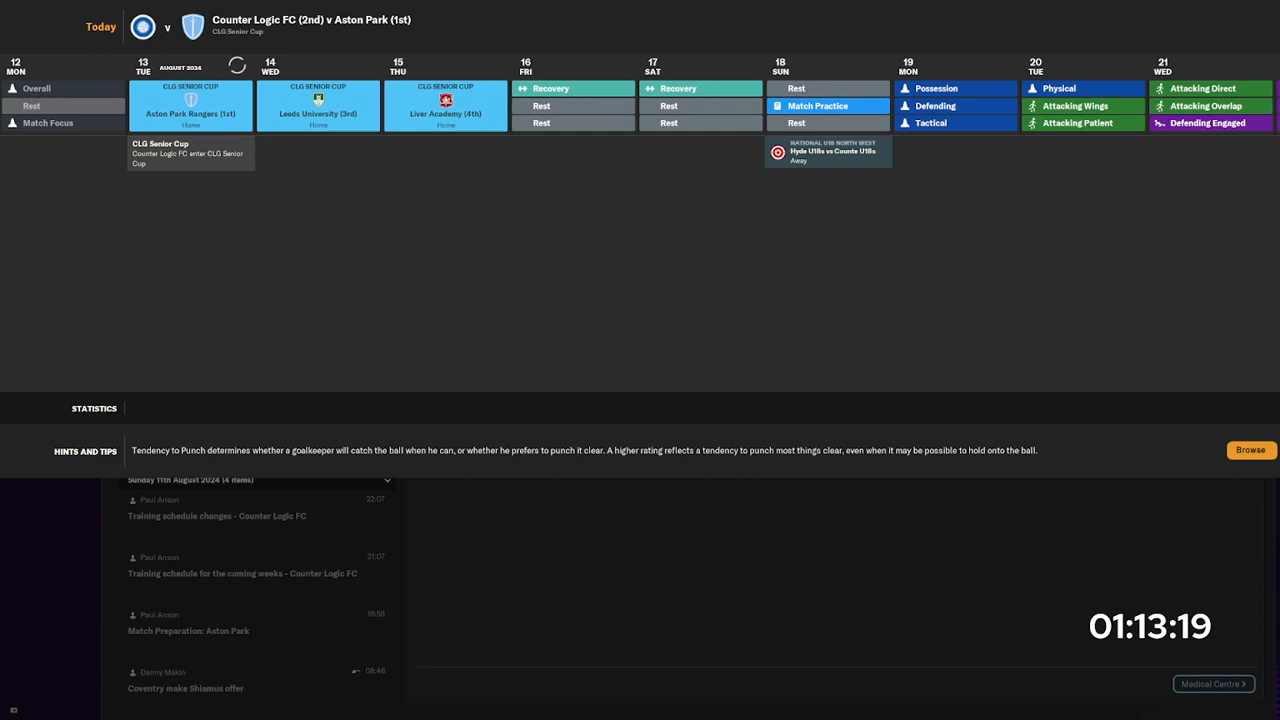 Today
v
Counter Logic FC (2nd) v Aston Park (1st)
CLG Senior Cup
12
MON
13
TUE
AUGUST 2024
14
WED
15
THU
16
FRI
17
SAT
18
SUN
19
MON
20
TUE
21
WED
Overall
Rest
Match Focus
CLG SENIOR CUP
Aston Park Rangers (1st)
Home
CLG SENIOR CUP
Leeds University (3rd)
Home
CLG SENIOR CUP
Liver Academy (4th)
Home
Recovery
Rest
Rest
Recovery
Rest
Rest
Rest
Match Practice
Rest
Possession
Defending
Tactical
Physical
Attacking Wings
Attacking Patient
Attacking Direct
Attacking Overlap
Defending Engaged
CLG Senior Cup
Counter Logic FC enter CLG Senior
Cup
NATIONAL U18 NORTH WEST
Hyde U18s vs Counte U18s
Away
STATISTICS
HINTS AND TIPS
Tendency to Punch determines whether a goalkeeper will catch the ball when he can, or whether he prefers to punch it clear. A higher rating reflects a tendency to punch most things clear, even when it may be possible to hold onto the ball.
Browse
Sunday 11th August 2024 (4 items)
Paul Anson
22:07
Training schedule changes - Counter Logic FC
Paul Anson
21:07
Training schedule for the coming weeks - Counter Logic FC
Paul Anson
16:58
Match Preparation: Aston Park
Danny Makin
08:46
Coventry make Shiamus offer
01:13:19
Medical Centre